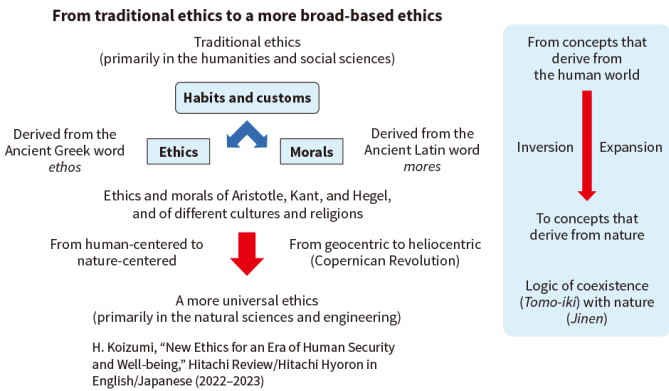 From traditional ethics to a more broad-based ethics
Traditional ethics
(primarily in the humanities and social sciences)
Habits and customs
Derived from the
Ancient Greek word
ethos
Ethics
Morals
Derived from the
Ancient Latin word
mores
Ethics and morals of Aristotle, Kant, and Hegel,
and of different cultures and religions
From human-centered to
nature-centered
From geocentric to heliocentric
(Copernican Revolution)
A more universal ethics
(primarily in the natural sciences and engineering)
H. Koizumi, “New Ethics for an Era of Human Security
and Well-being,” Hitachi Review/Hitachi Hyoron in
English/Japanese (2022–2023)
From concepts that
derive from
the human world
Inversion
Expansion
To concepts that
derive from nature
Logic of coexistence
(Tomo-iki) with nature
(Jinen)